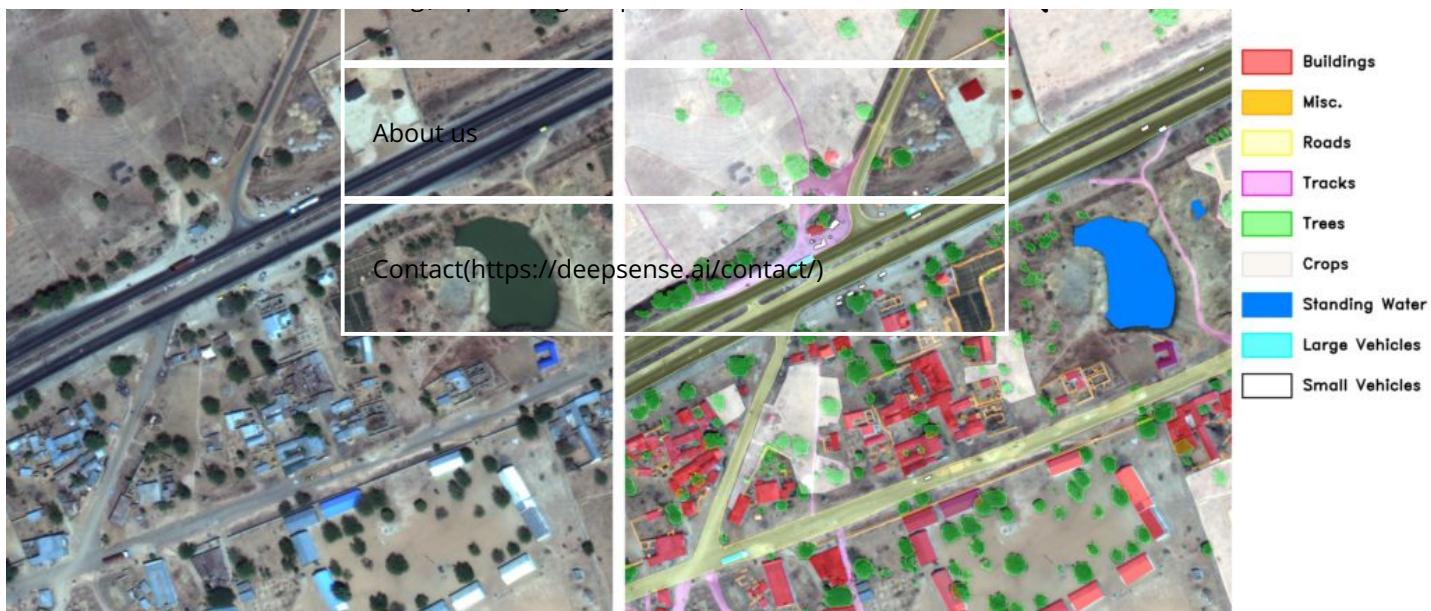 About us
Contact(https://deepsense.ai/contact/)
Buildings
Misc.
Roads
Tracks
Trees
Crops
Standing Water
Large Vehicles
Small Vehicles